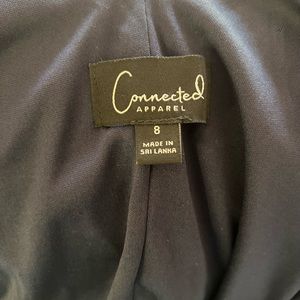 Connected
APPAREL
8
MADE IN
SRI LANKA